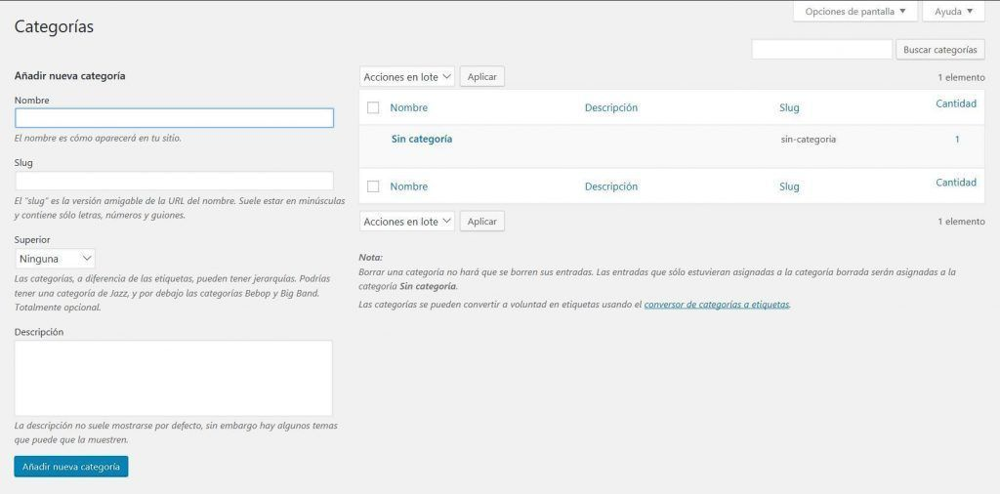 Opciones de pantalla
Ayuda
Categorías
Buscar categorías
Añadir nueva categoría
Nombre
El nombre es cómo aparecerá en tu sitio.
Slug
El "slug" es la versión amigable de la URL del nombre. Suele estar en minúsculas
y contiene sólo letras, números y guiones.
Superior
Ninguna
Las categorías, a diferencia de las etiquetas, pueden tener jerarquías. Podrías
tener una categoría de Jazz, y por debajo las categorías Bebop y Big Band.
Totalmente opcional.
Descripción
La descripción no suele mostrarse por defecto, sin embargo hay algunos temas
que puede que la muestren.
Añadir nueva categoría
Acciones en lote
Aplicar
1 elemento
Nombre Descripción Slug Cantidad
Sin categoría sin-categoria 1
Nombre Descripción Slug Cantidad
Acciones en lote
Aplicar
1 elemento
Nota:
Borrar una categoría no hará que se borren sus entradas. Las entradas que sólo estuvieran asignadas a la categoría borrada serán asignadas a la
categoría Sin categoría.
Las categorías se pueden convertir a voluntad en etiquetas usando el conversor de categorías a etiquetas.